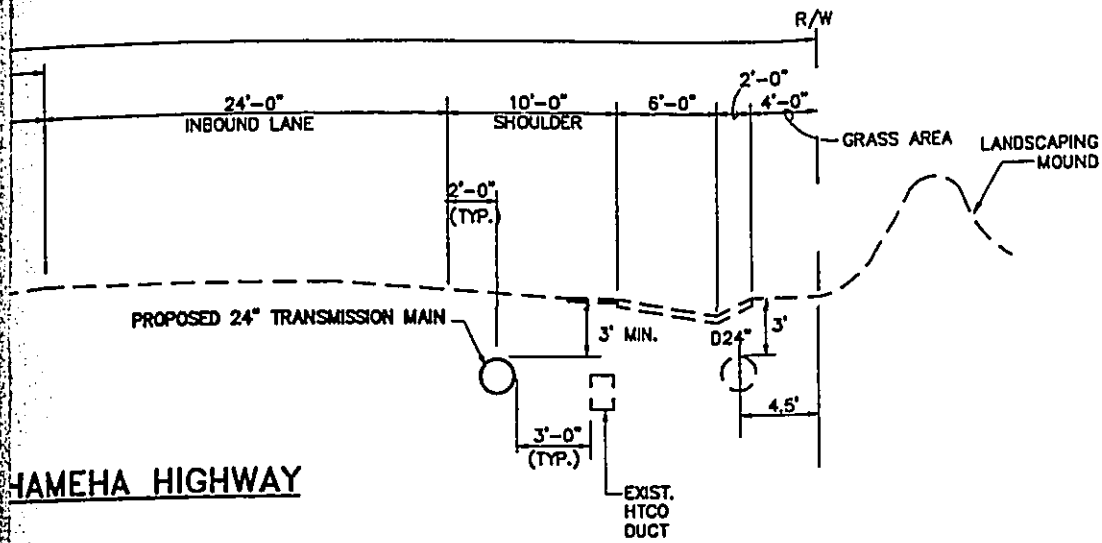 R/W
2'-0"
24'-0"
INBOUND LANE
10'-0"
SHOULDER
6'-0"
4'-0"
GRASS AREA
LANDSCAPING
MOUND
2'-0"
(TYP.)
PROPOSED 24" TRANSMISSION MAIN
3' MIN.
D24"
3'
4.5'
3'-0"
(TYP.)
HAMEHA HIGHWAY
EXIST.
HTCO
DUCT